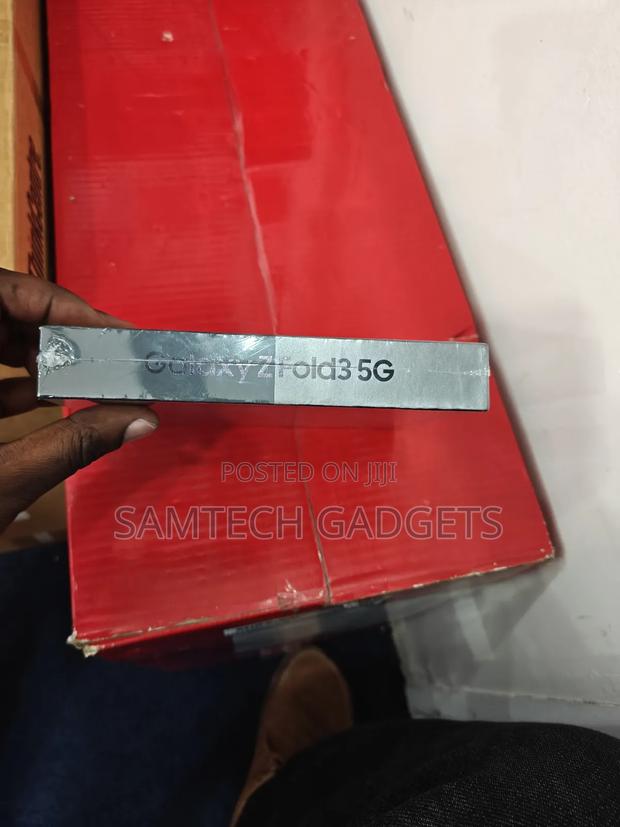 Galaxy Z Fold3 5G
POSTED ON JIJI
SAMTECH GADGETS